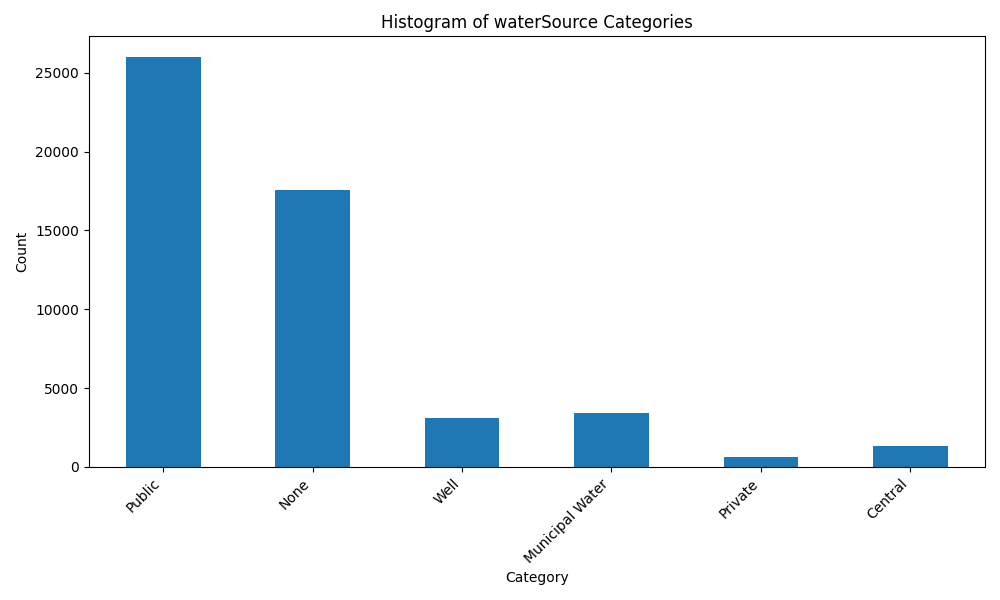 Histogram of waterSource Categories
Count
25000
20000
15000
10000
5000
0
Public
None
Well
Municipal Water
Private
Central
Category